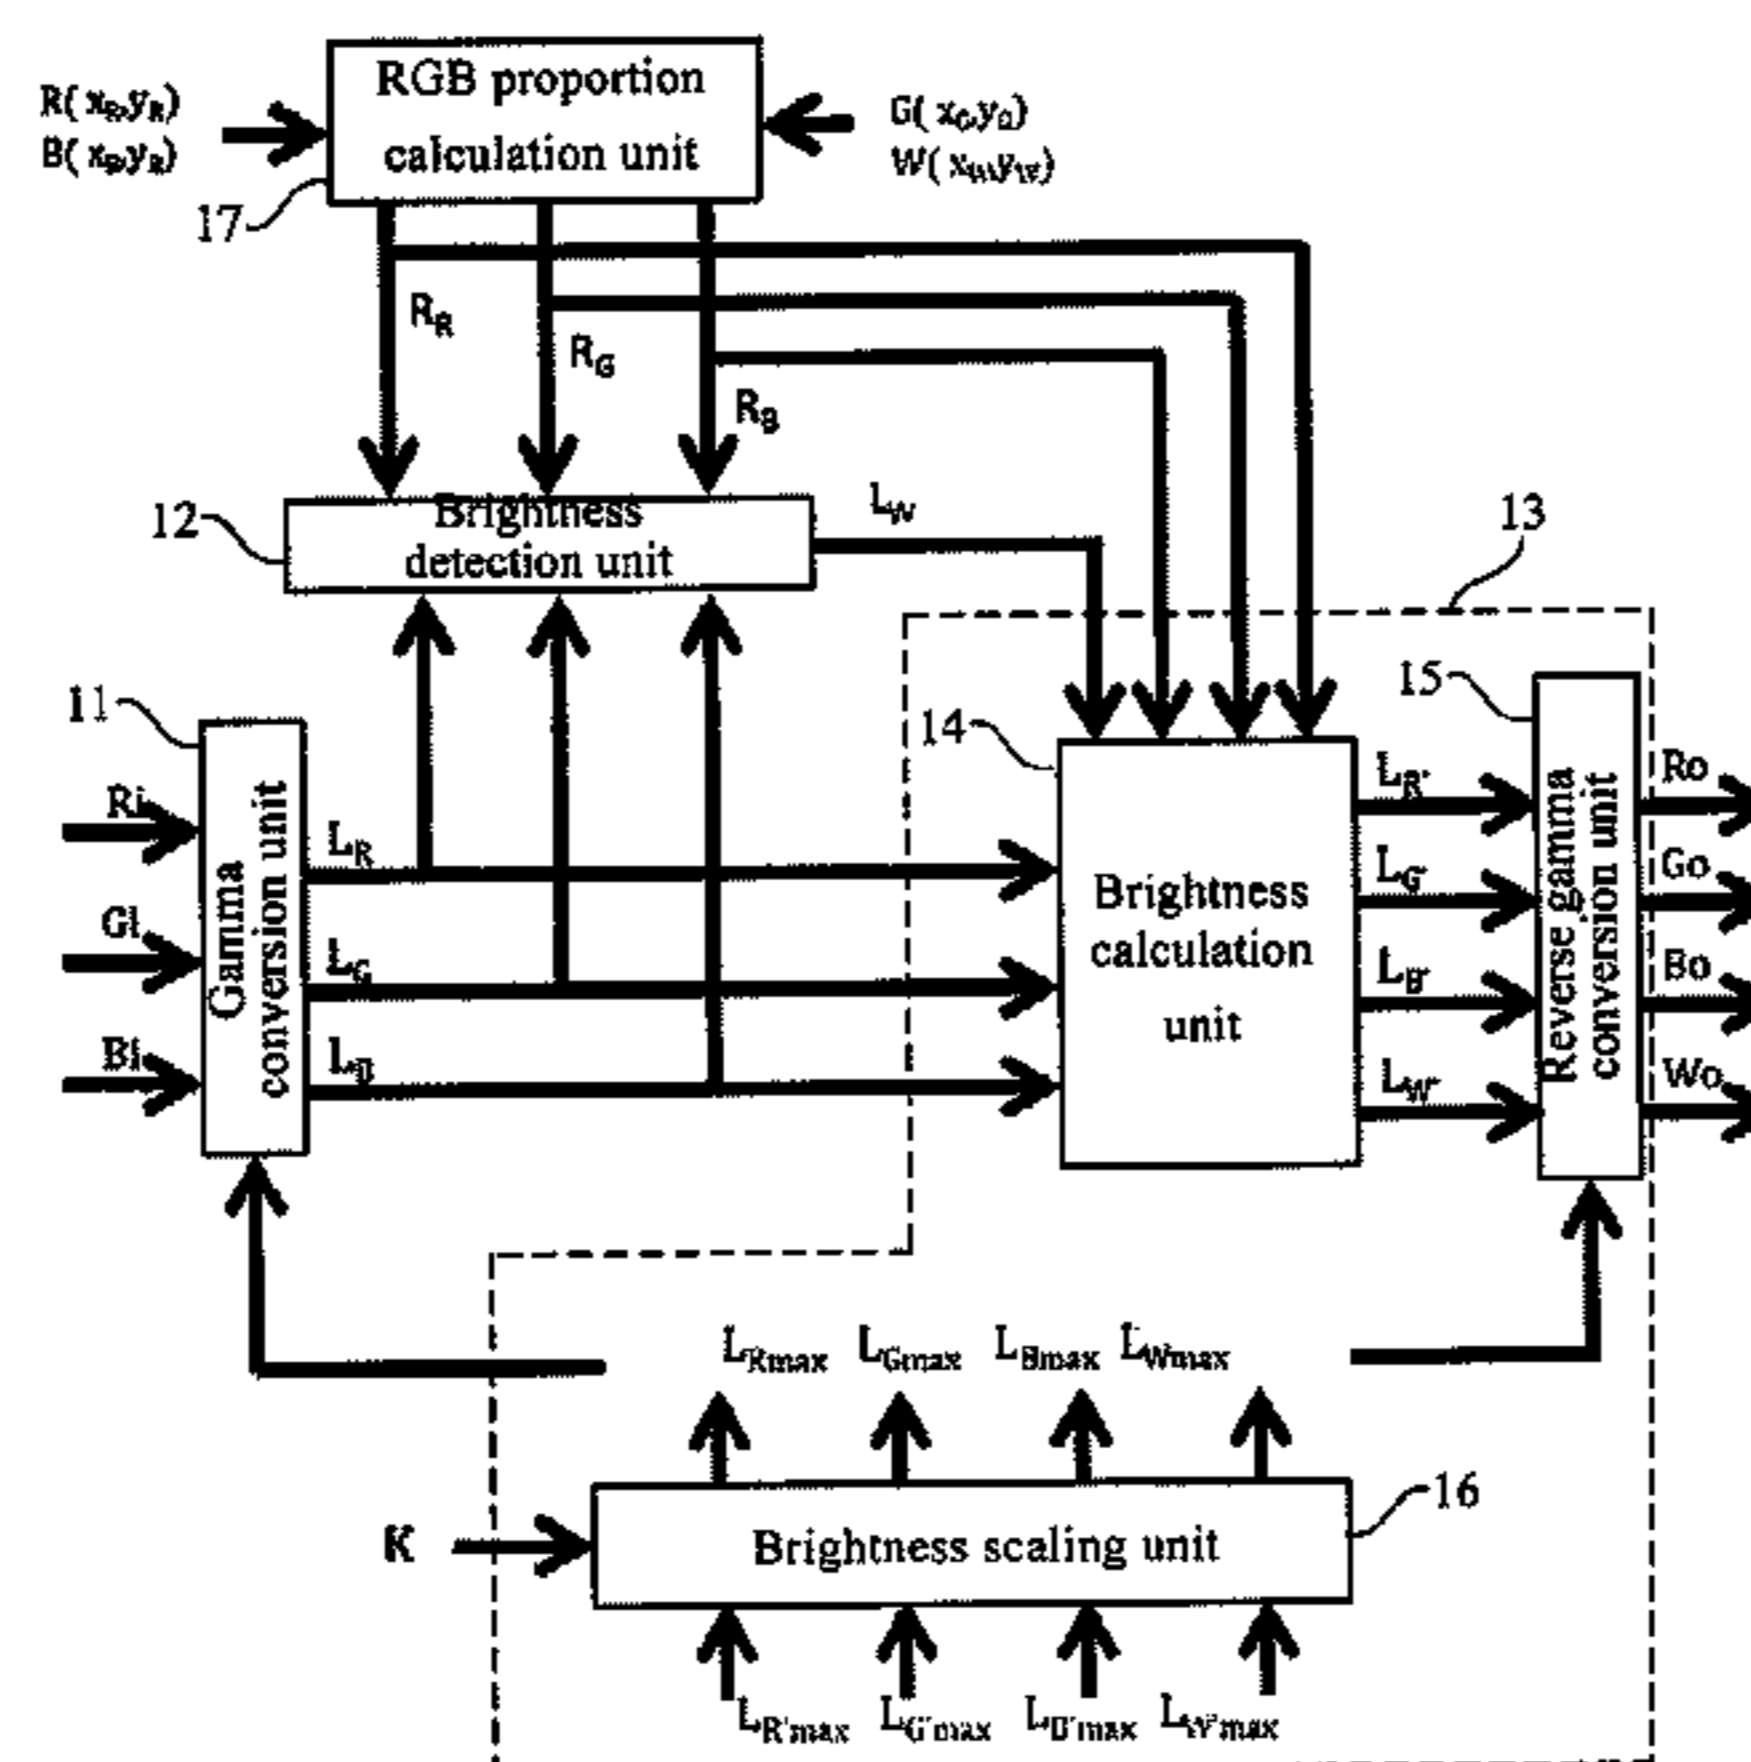 RGB proportion
calculation unit
R( xR,yR)
B( xB,yB)
G( xG,yG)
W( xW,yW)
17
RR
RG
RB
12
Brightness
detection unit
LW
13
11
14
15
Ri
Gi
Bi
Gamma
conversion unit
LR
LG
LB
Brightness
calculation
unit
LR'
LG'
LB'
LW'
Reverse gamma
conversion unit
Ro
Go
Bo
Wo
LRmax LGmax LBmax LWmax
16
K
Brightness scaling unit
LR'max LG'max LB'max LW'max